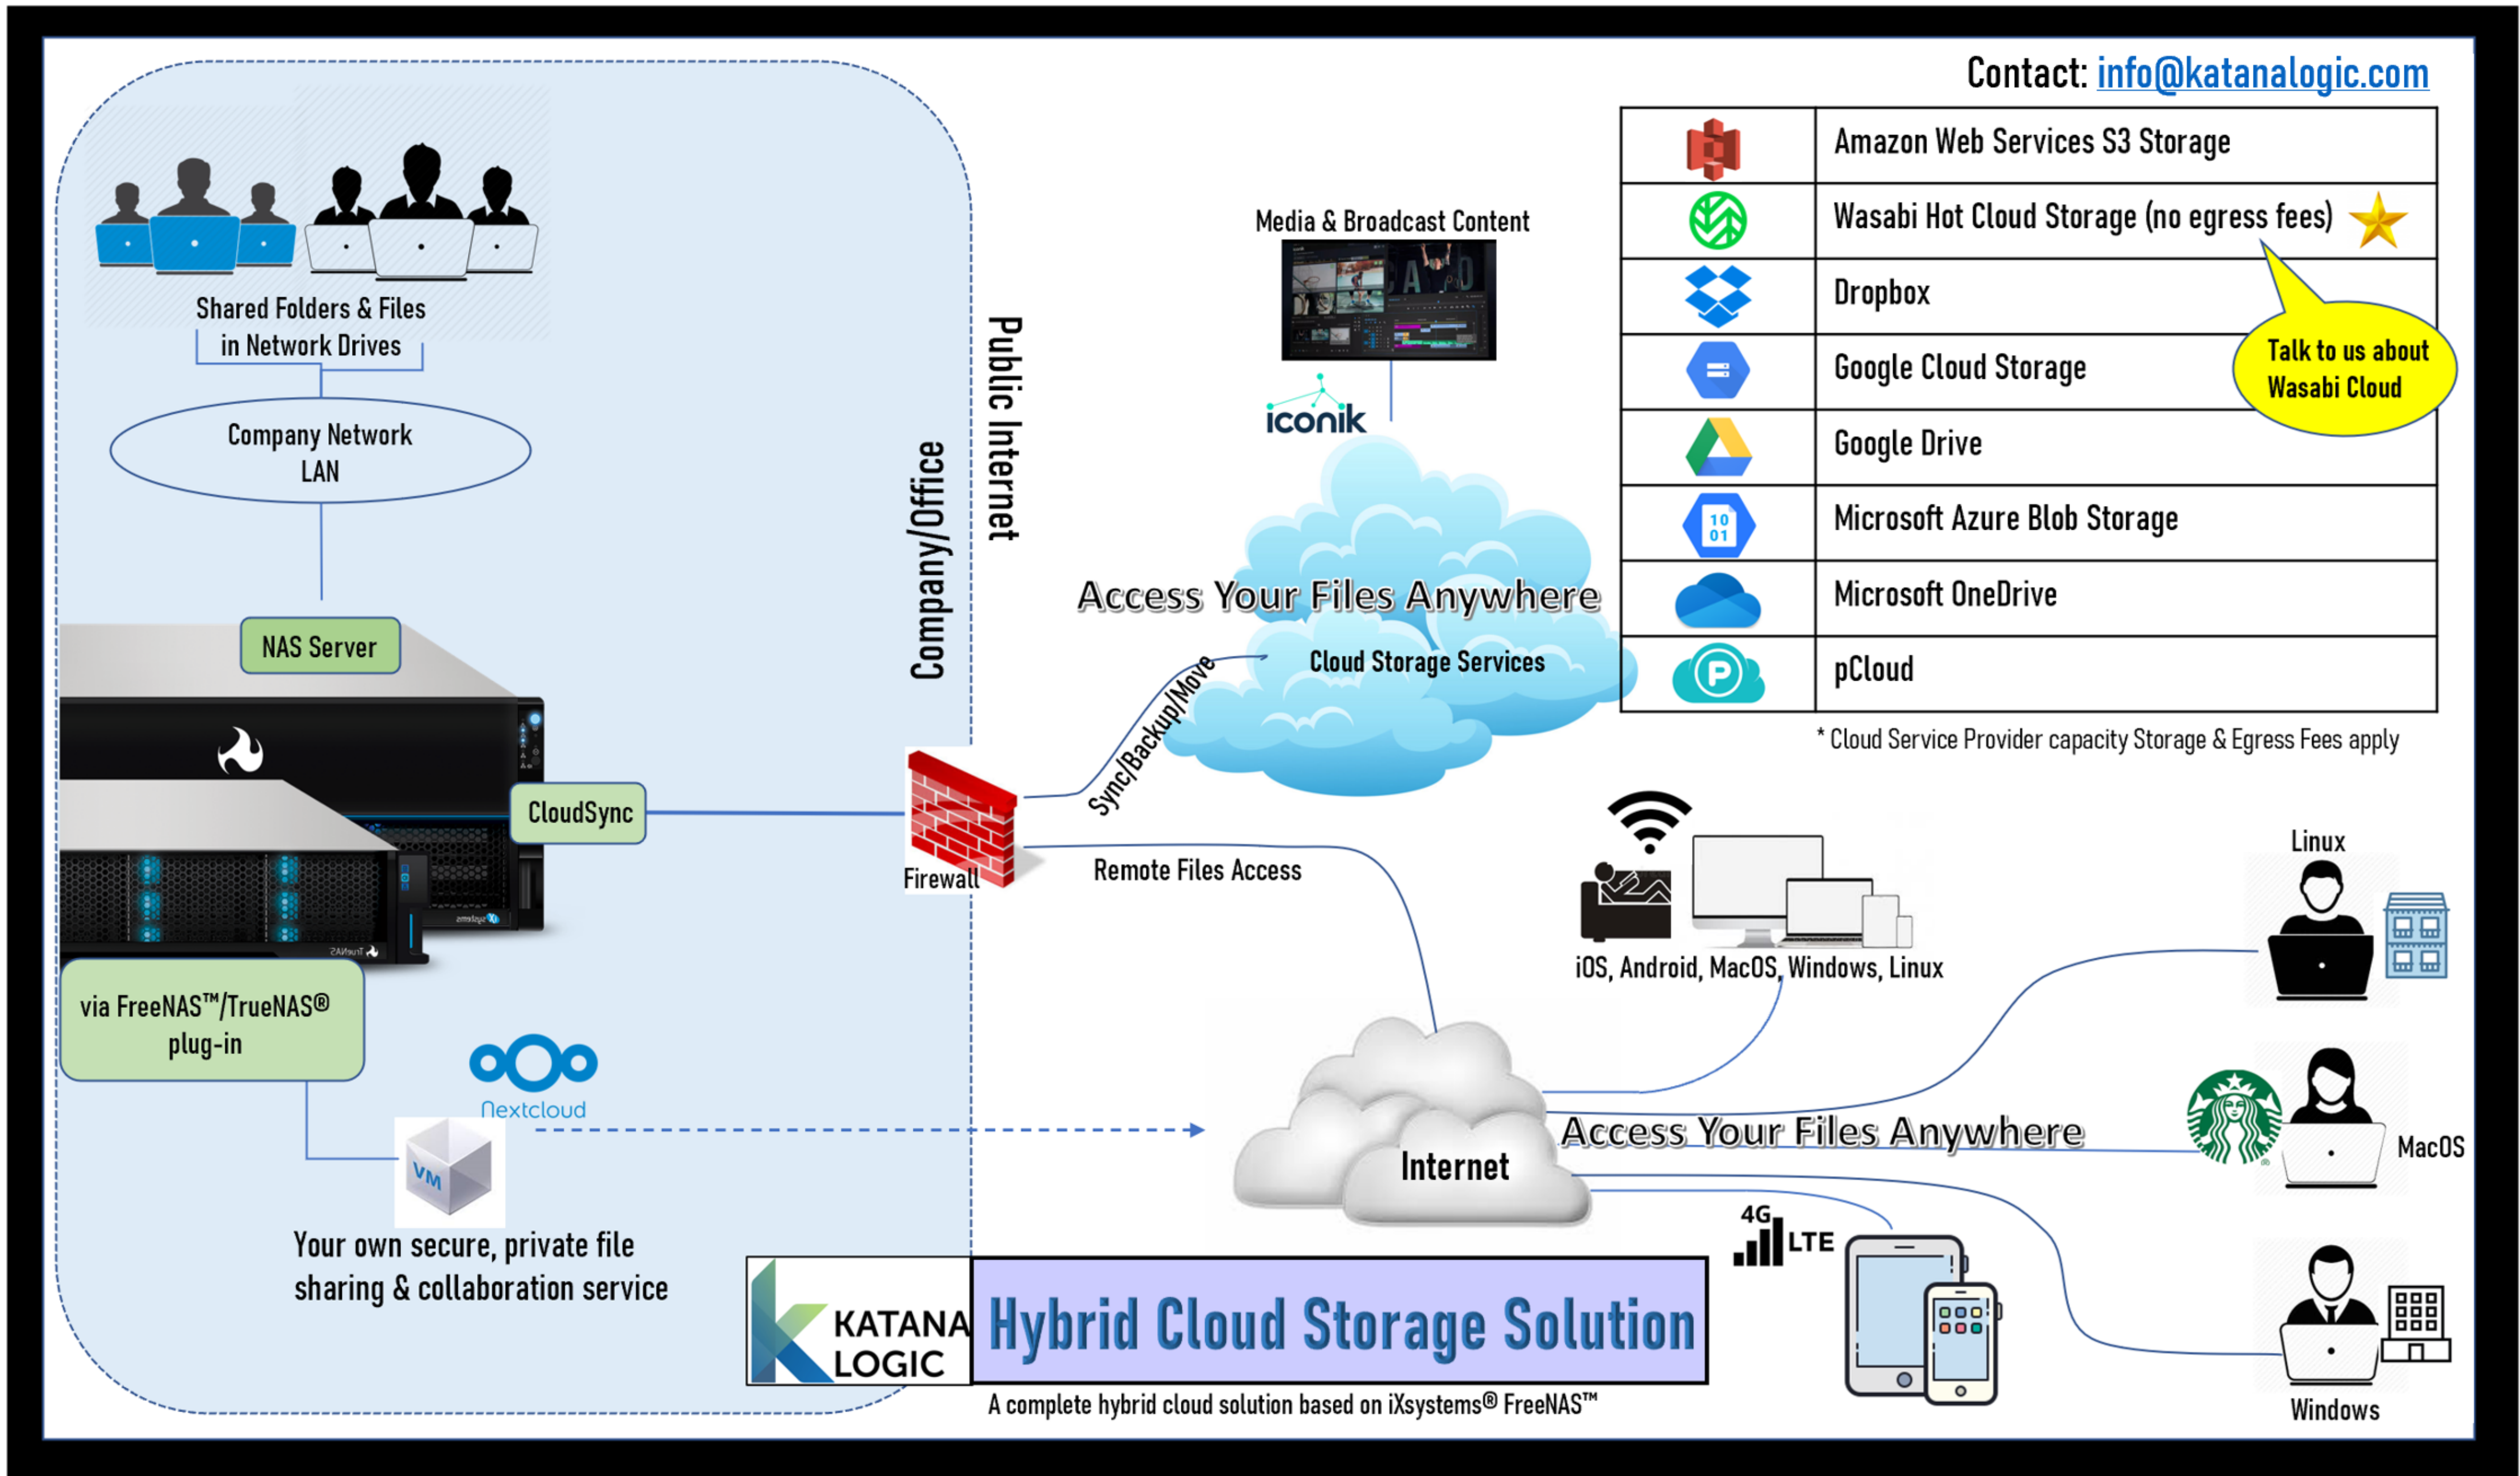 Contact: info@katanalogic.com
Shared Folders & Files
in Network Drives
Company Network
LAN
NAS Server
CloudSync
iXsystems
TrueNAS
via FreeNAS™/TrueNAS®
plug-in
Nextcloud
VM
Your own secure, private file
sharing & collaboration service
Company/Office
Public Internet
Firewall
Media & Broadcast Content
iconik
Access Your Files Anywhere
Cloud Storage Services
Sync/Backup/Move
Remote Files Access
Amazon Web Services S3 Storage
Wasabi Hot Cloud Storage (no egress fees)
Dropbox
Google Cloud Storage
Google Drive
10
01
Microsoft Azure Blob Storage
Microsoft OneDrive
P
pCloud
Talk to us about
Wasabi Cloud
* Cloud Service Provider capacity Storage & Egress Fees apply
iOS, Android, MacOS, Windows, Linux
Linux
Internet
Access Your Files Anywhere
MacOS
4G
LTE
Windows
KATANA
LOGIC
Hybrid Cloud Storage Solution
A complete hybrid cloud solution based on iXsystems® FreeNAS™